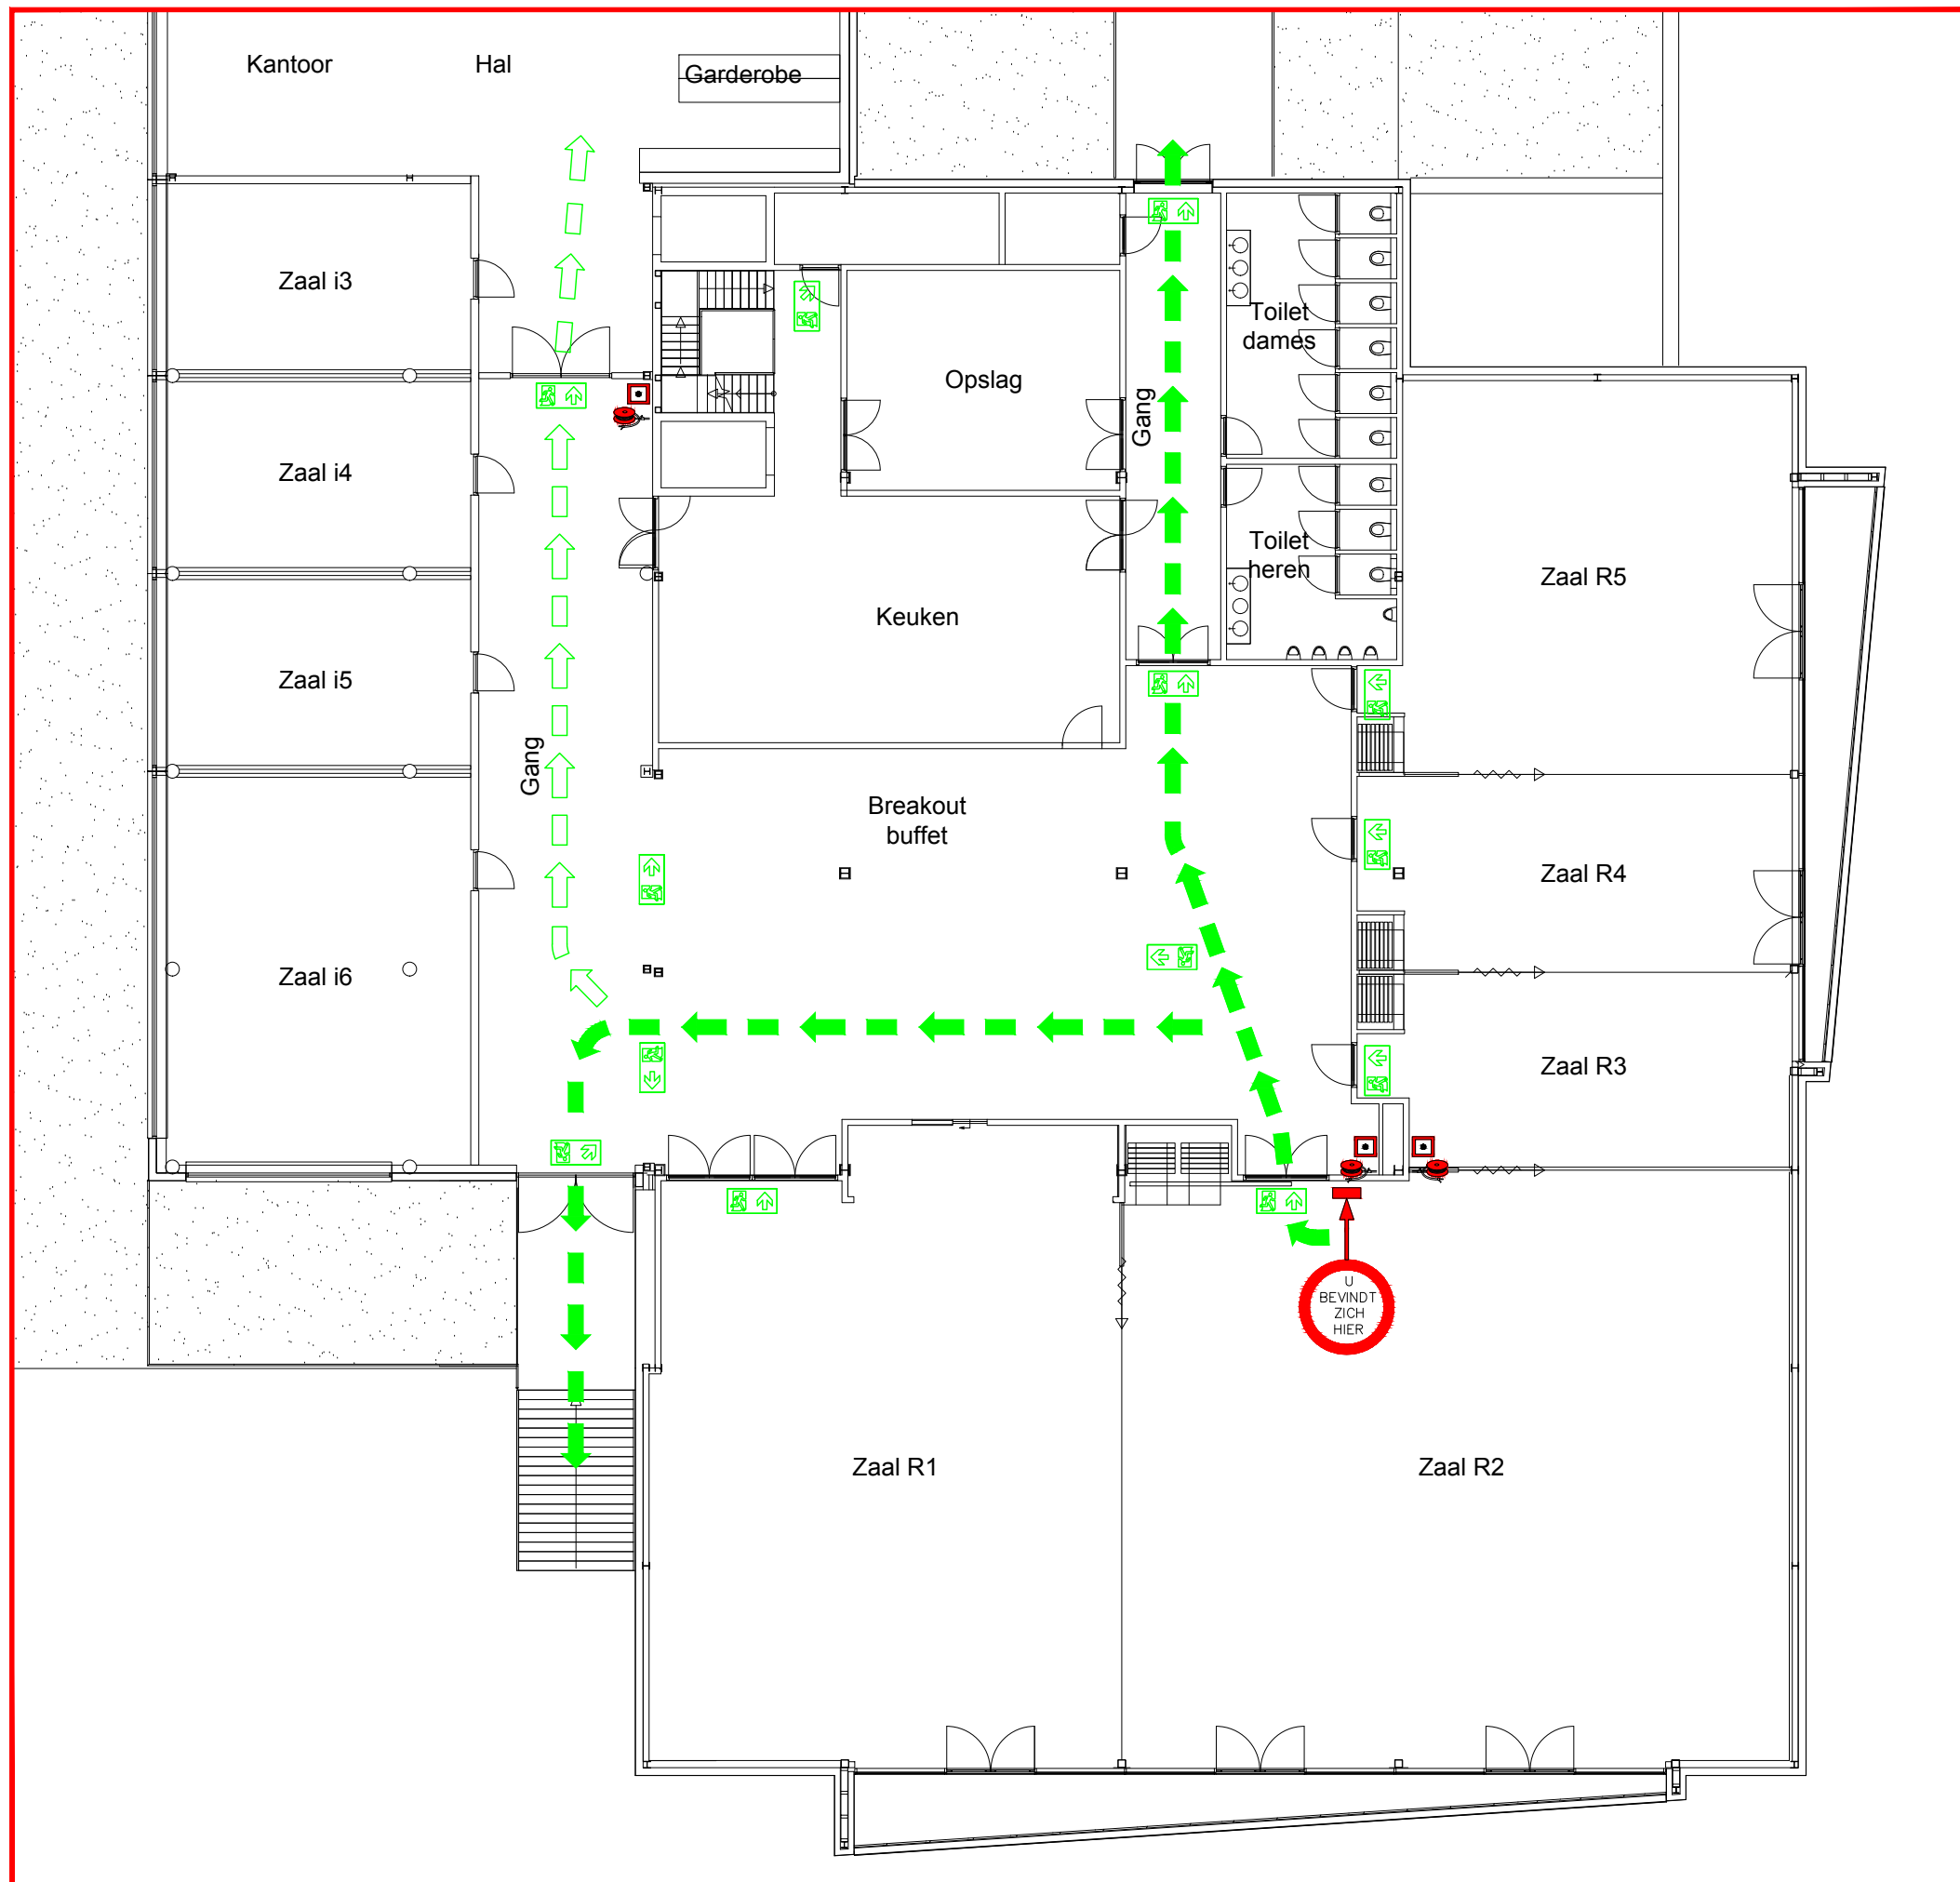 Kantoor
Hal
Garderobe
Zaal i3
Toilet
dames
Opslag
Gang
Zaal i4
Toilet
heren
Zaal R5
Keuken
Zaal i5
Gang
Breakout
buffet
Zaal R4
Zaal i6
Zaal R3
U
BEVINDT
ZICH
HIER
Zaal R1
Zaal R2